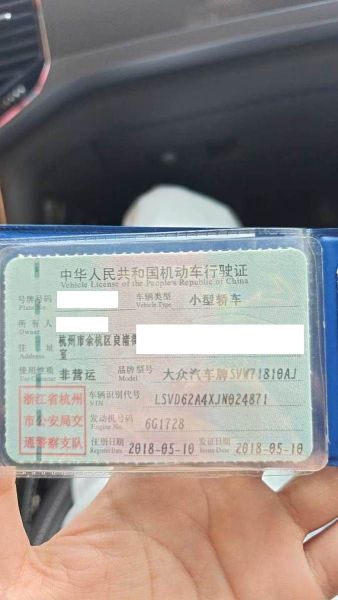 中华人民共和国机动车行驶证
Vehicle License of the People's Republic of China
号牌号码 车辆类型 小型轿车
Plate No. Vehicle Type
所有人
Owner
住址 杭州市余杭区良渚街
Address 室
使用性质 非营运 品牌型号 大众汽车牌SVW71810AJ
Use Character Model
浙江省杭州
市公安局交
通警察支队
车辆识别代号 LSVD62A4XJN024871
VIN
发动机号码 6G1728
Engine No.
注册日期 2018-05-10 发证日期 2018-05-10
Register Date Issue Date